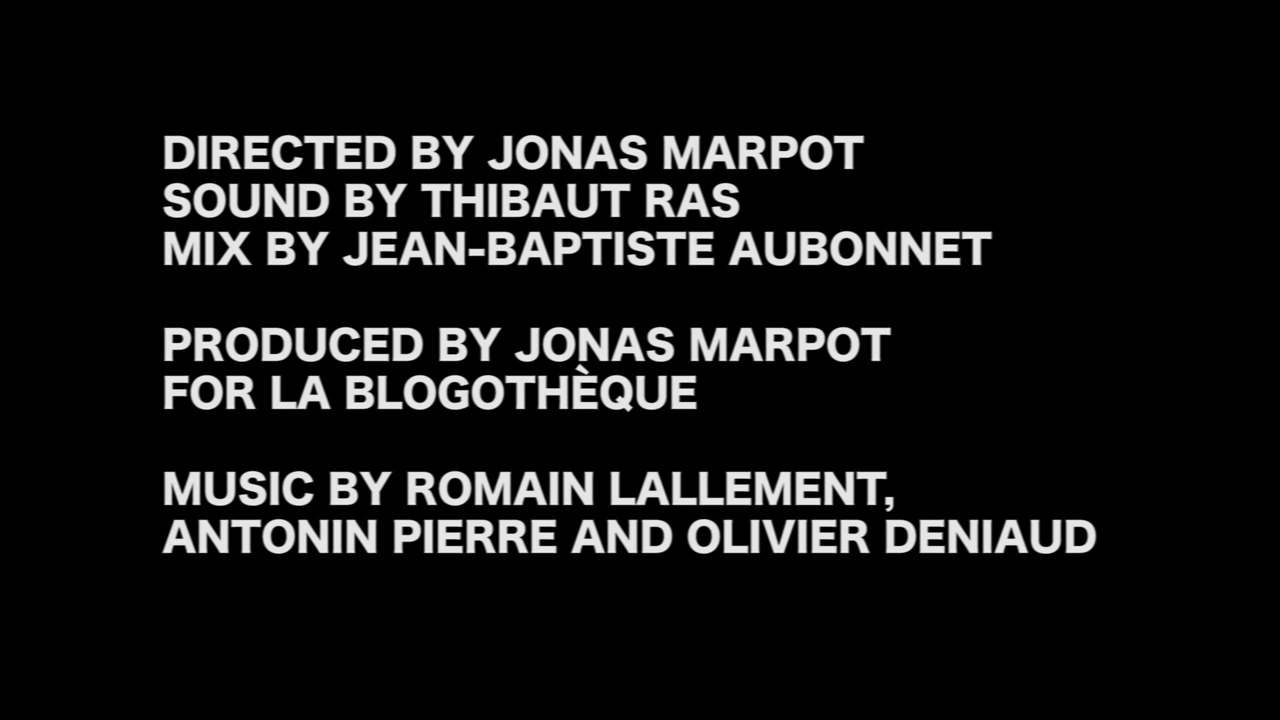 DIRECTED BY JONAS MARPOT
SOUND BY THIBAUT RAS
MIX BY JEAN-BAPTISTE AUBONNET
PRODUCED BY JONAS MARPOT
FOR LA BLOGOTHÈQUE
MUSIC BY ROMAIN LALLEMENT,
ANTONIN PIERRE AND OLIVIER DENIAUD